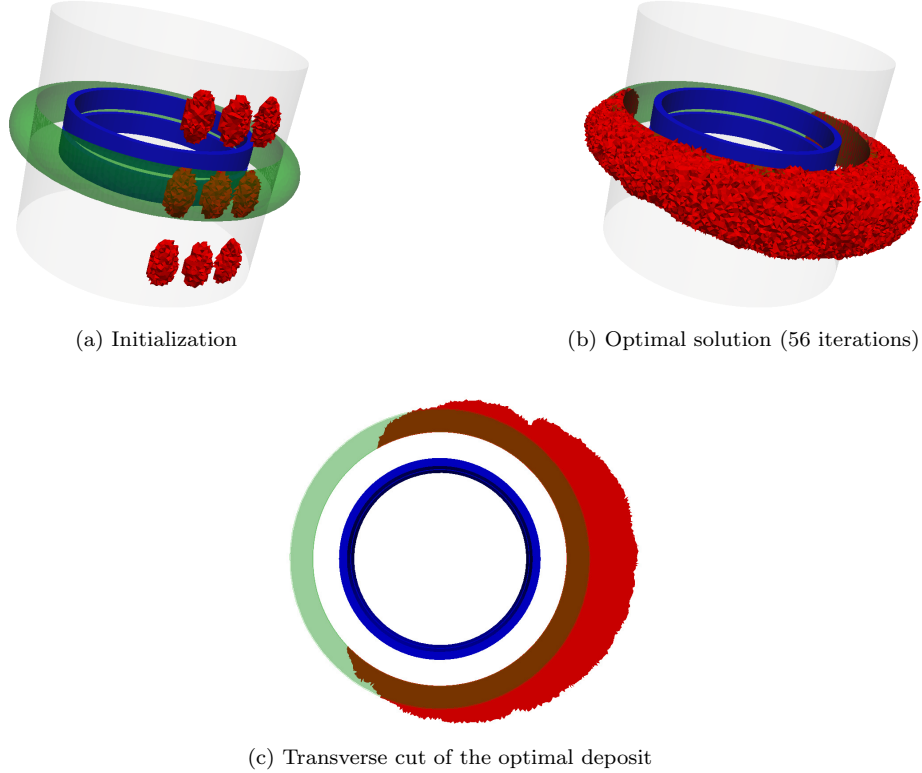 (a) Initialization
(b) Optimal solution (56 iterations)
(c) Transverse cut of the optimal deposit